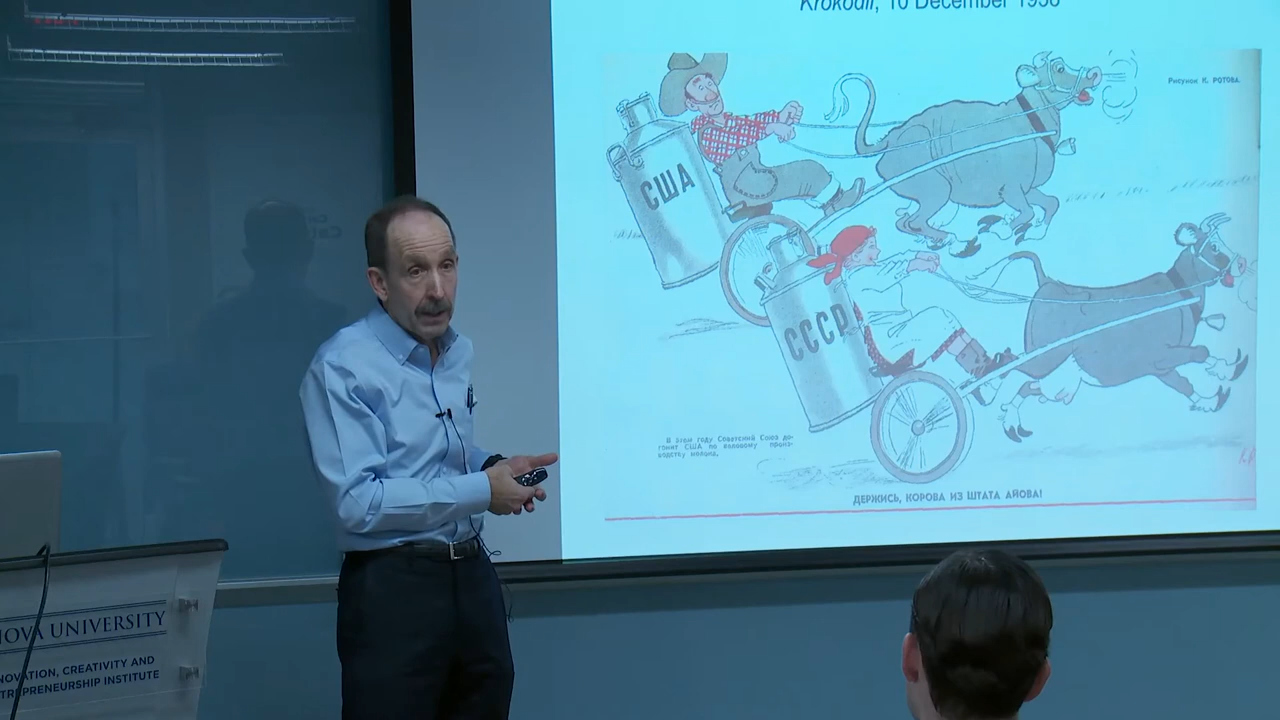 Krokodil, 10 December 1958
Рисунок К. РОТОВА.
США
СССР
В этом году Советский Союз до-
гонит США по валовому произ-
водству молока.
ДЕРЖИСЬ, КОРОВА ИЗ ШТАТА АЙОВА!
NOVA UNIVERSITY
NOVATION, CREATIVITY AND
TREPRENEURSHIP INSTITUTE